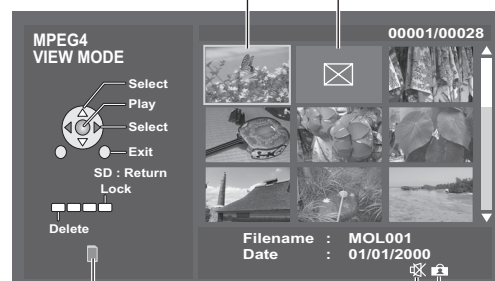 MPEG4
VIEW MODE
Select
Play
Select
Exit
SD : Return
Lock
Delete
00001/00028
Filename : MOL001
Date : 01/01/2000